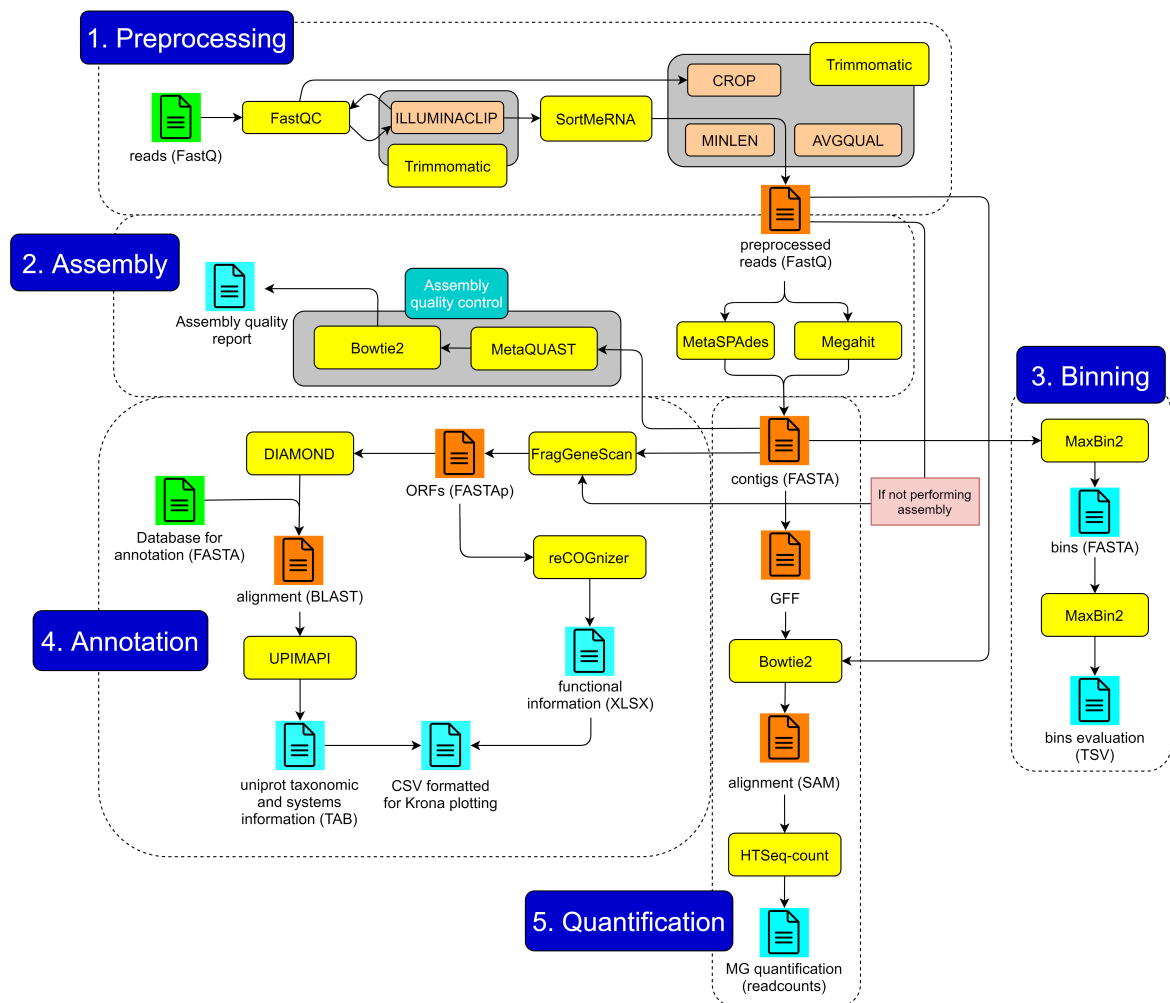 1. Preprocessing
Trimmomatic
CROP
FastQC
ILLUMINACLIP
SortMeRNA
MINLEN
AVGQUAL
reads (FastQ)
Trimmomatic
preprocessed
reads (FastQ)
2. Assembly
Assembly
quality control
Assembly quality
report
Bowtie2
MetaQUAST
MetaSPAdes
Megahit
3. Binning
MaxBin2
DIAMOND
FragGeneScan
ORFs (FASTAp)
contigs (FASTA)
If not performing
assembly
Database for
annotation (FASTA)
bins (FASTA)
reCOGnizer
alignment (BLAST)
GFF
MaxBin2
4. Annotation
UPIMAPI
Bowtie2
functional
information (XLSX)
bins evaluation
(TSV)
uniprot taxonomic
and systems
information (TAB)
CSV formatted
for Krona plotting
alignment (SAM)
HTSeq-count
5. Quantification
MG quantification
(readcounts)